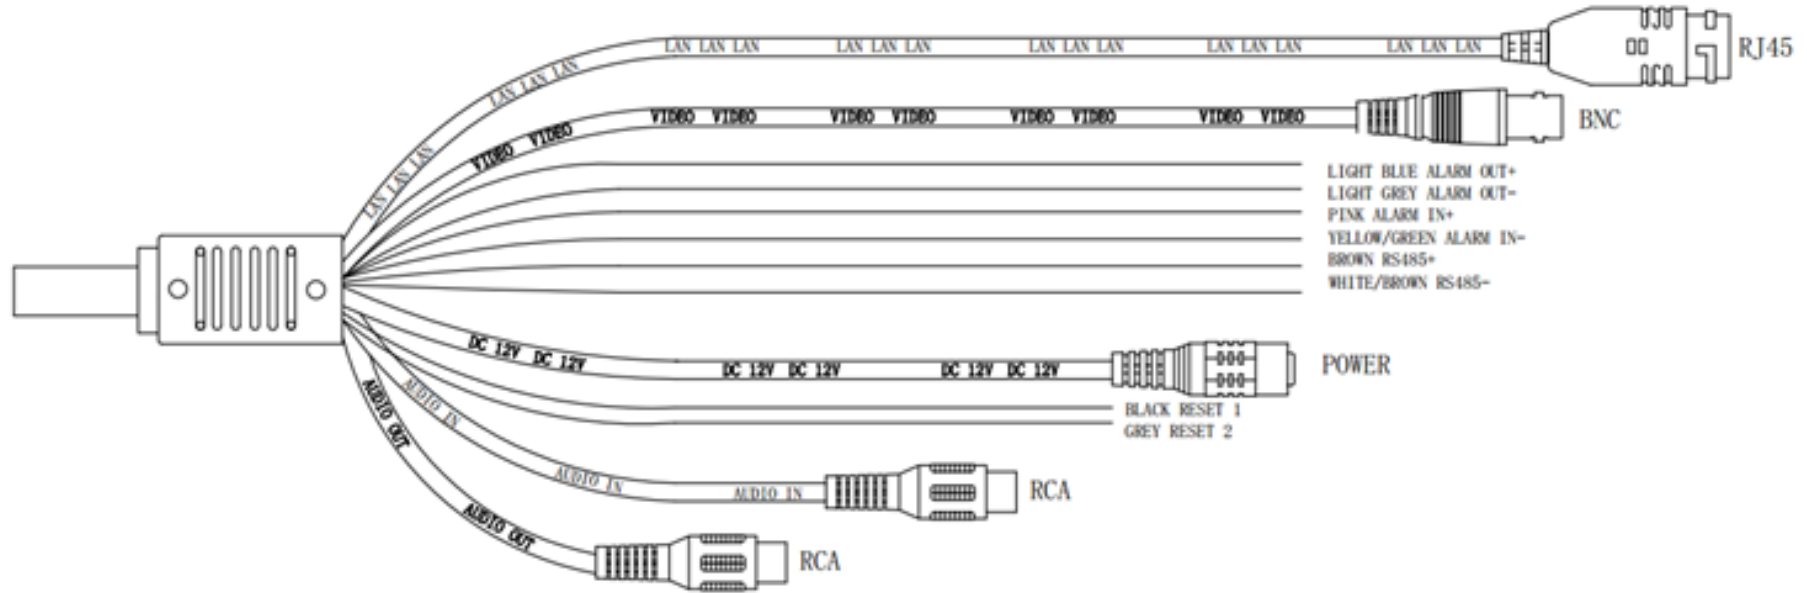 LAN LAN LAN LAN LAN LAN LAN LAN LAN LAN LAN LAN LAN LAN LAN LAN LAN LAN LAN LAN LAN RJ45
VIDEO VIDEO VIDEO VIDEO VIDEO VIDEO VIDEO VIDEO VIDEO VIDEO BNC
LIGHT BLUE ALARM OUT+
LIGHT GREY ALARM OUT-
PINK ALARM IN+
YELLOW/GREEN ALARM IN-
BROWN RS485+
WHITE/BROWN RS485-
DC 12V DC 12V DC 12V DC 12V DC 12V DC 12V POWER
BLACK RESET 1
GREY RESET 2
AUDIO IN AUDIO IN AUDIO IN RCA
AUDIO OUT AUDIO OUT RCA